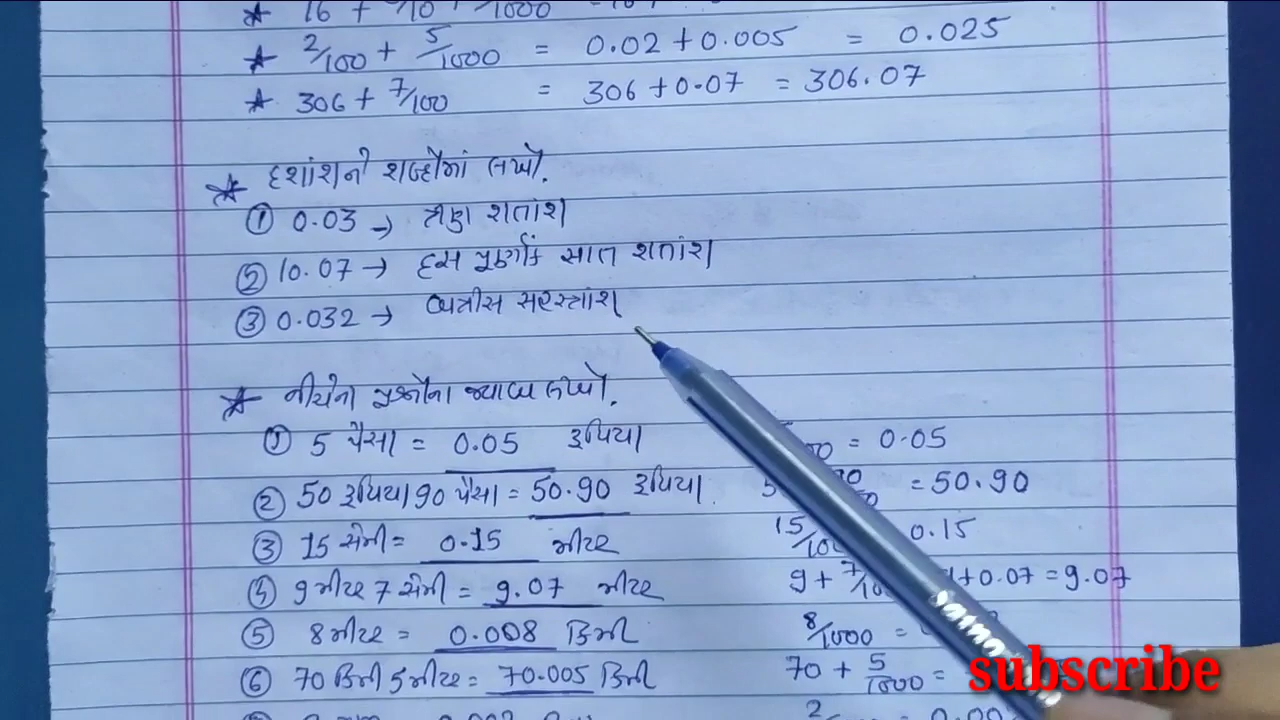 ★ 16 + /10 + /1000
★ 2/100 + 5/1000 = 0.02 + 0.005 = 0.025
★ 306 + 7/100 = 306 + 0.07 = 306.07
★ દશાંશને શબ્દોમાં લખો.
① 0.03 → ત્રણ શતાંશ
② 10.07 → દસ પૂર્ણાંક સાત શતાંશ
③ 0.032 → બત્રીસ સહસ્ત્રાંશ
★ નીચેના પ્રશ્નોના જવાબ લખો.
① 5 પૈસા = 0.05 રૂપિયા = 0.05
② 50 રૂપિયા 90 પૈસા = 50.90 રૂપિયા. = 50.90
③ 15 સેમી = 0.15 મીટર 15/100 0.15
④ 9 મીટર 7 સેમી = 9.07 મીટર 9 + 7/100 + 0.07 = 9.07
⑤ 8 મીટર = 0.008 કિમી 8/1000 =
⑥ 70 કિમી 5 મીટર = 70.005 કિમી 70 + 5/1000 =
subscribe